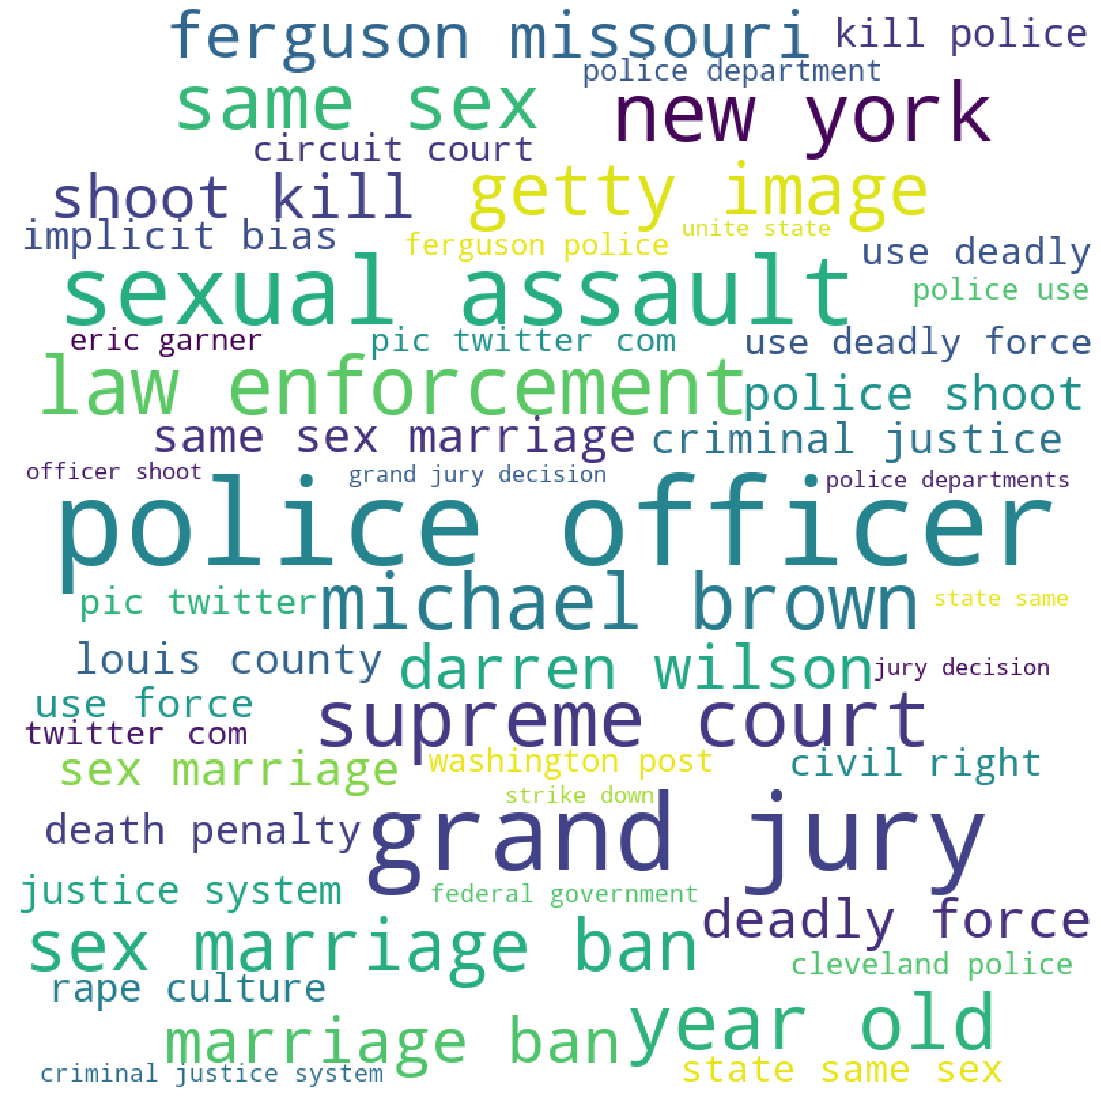 ferguson missouri
kill police
police department
same sex
new york
circuit court
getty image
shoot kill
implicit bias
unite state
ferguson police
use deadly
sexual assault
police use
eric garner
pic twitter com
use deadly force
law enforcement
police shoot
same sex marriage
criminal justice
officer shoot
grand jury decision
police departments
police officer
pic twitter
michael brown
state same
louis county
darren wilson
jury decision
use force
supreme court
twitter com
sex marriage
washington post
civil right
strike down
death penalty
grand jury
justice system
federal government
deadly force
sex marriage ban
cleveland police
rape culture
year old
marriage ban
criminal justice system
state same sex